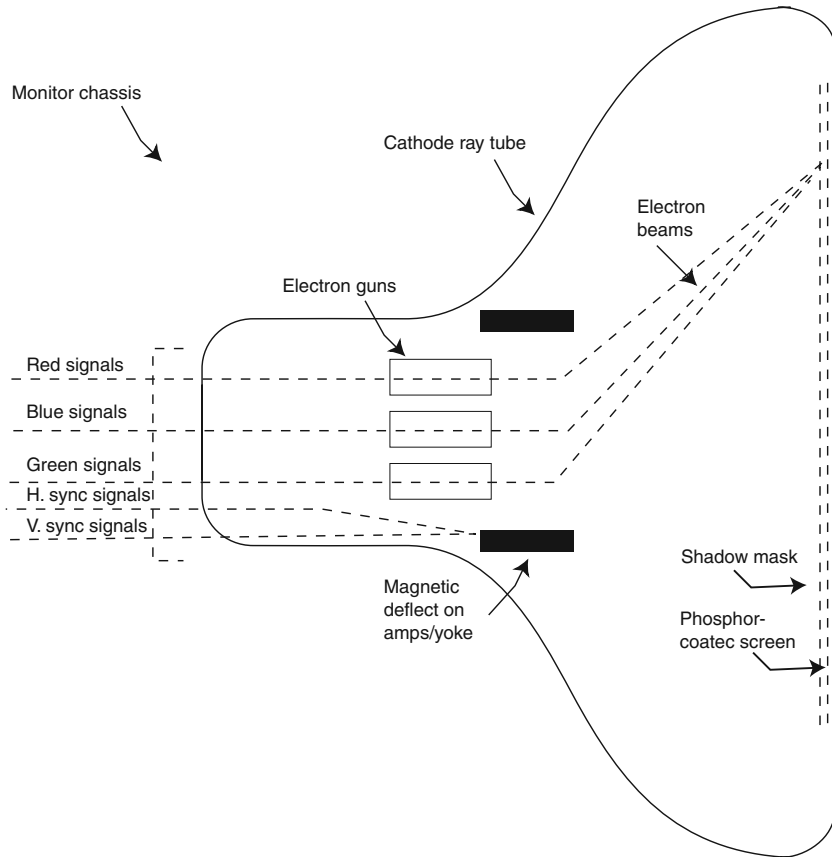 Monitor chassis
Cathode ray tube
Electron
beams
Electron guns
Red signals
Blue signals
Green signals
H. sync signals
V. sync signals
Magnetic
deflect on
amps/yoke
Shadow mask
Phosphor-
coatec screen